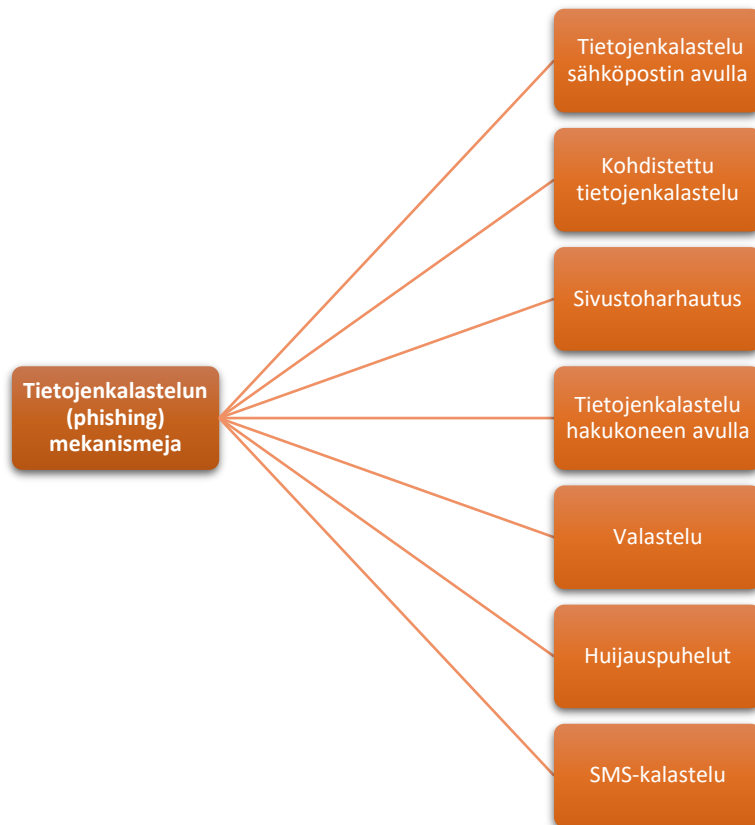 Tietojenkalastelu
sähköpostin avulla
Kohdistettu
tietojenkalastelu
Sivustoharhautus
Tietojenkalastelun
(phishing)
mekanismeja
Tietojenkalastelu
hakukoneen avulla
Valastelu
Huijauspuhelut
SMS-kalastelu